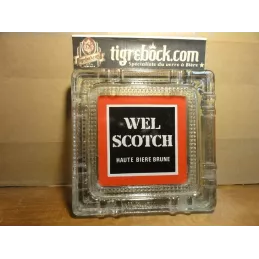 tigrebock.com
Spécialiste du verre à Bière
WEL
SCOTCH
HAUTE BIERE BRUNE